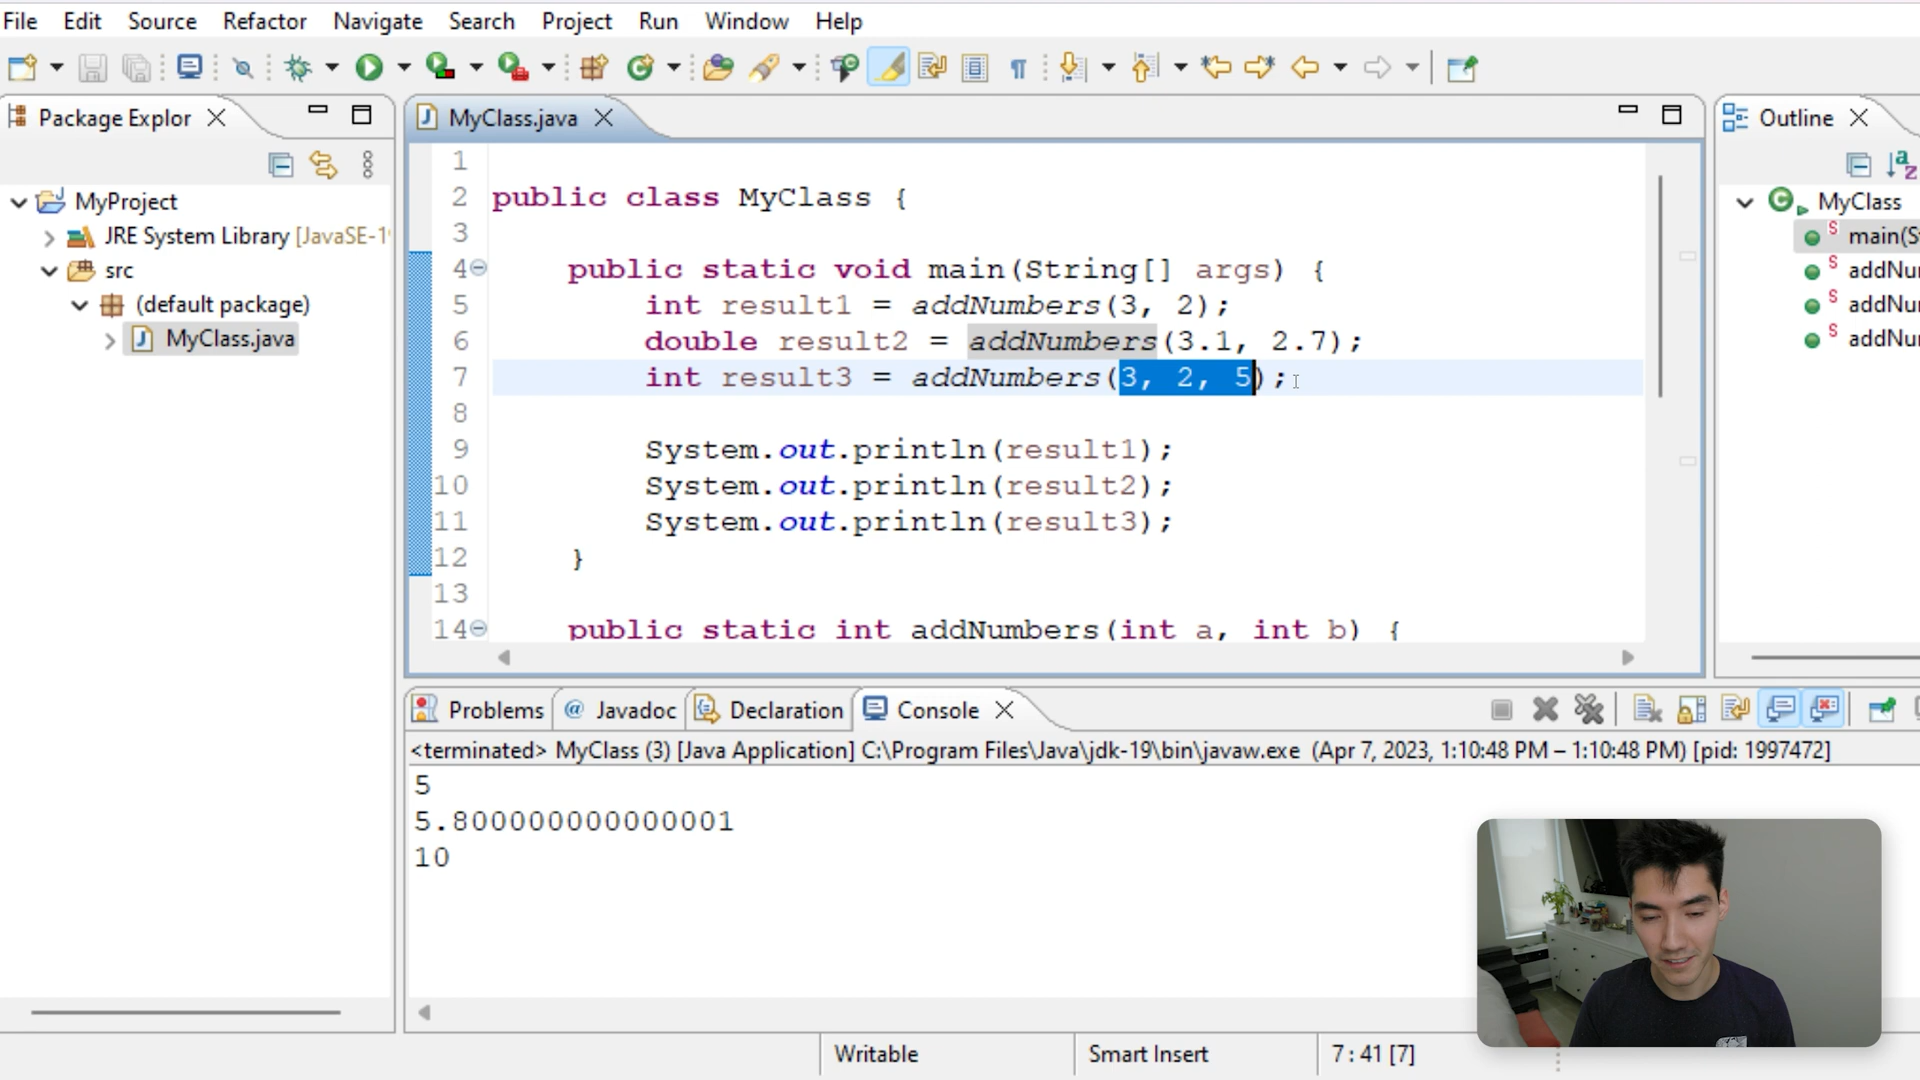 File Edit Source Refactor Navigate Search Project Run Window Help
Package Explor
MyProject
JRE System Library [JavaSE-1
src
(default package)
MyClass.java
MyClass.java
1
2 public class MyClass {
3
4 public static void main(String[] args) {
5 int result1 = addNumbers(3, 2);
6 double result2 = addNumbers(3.1, 2.7);
7 int result3 = addNumbers(3, 2, 5);
8
9 System.out.println(result1);
10 System.out.println(result2);
11 System.out.println(result3);
12 }
13
14 public static int addNumbers(int a, int b) {
Outline
MyClass
main(S
addNu
addNu
addNu
Problems @ Javadoc Declaration Console
<terminated> MyClass (3) [Java Application] C:\Program Files\Java\jdk-19\bin\javaw.exe (Apr 7, 2023, 1:10:48 PM – 1:10:48 PM) [pid: 1997472]
5
5.800000000000001
10
Writable Smart Insert 7 : 41 [7]